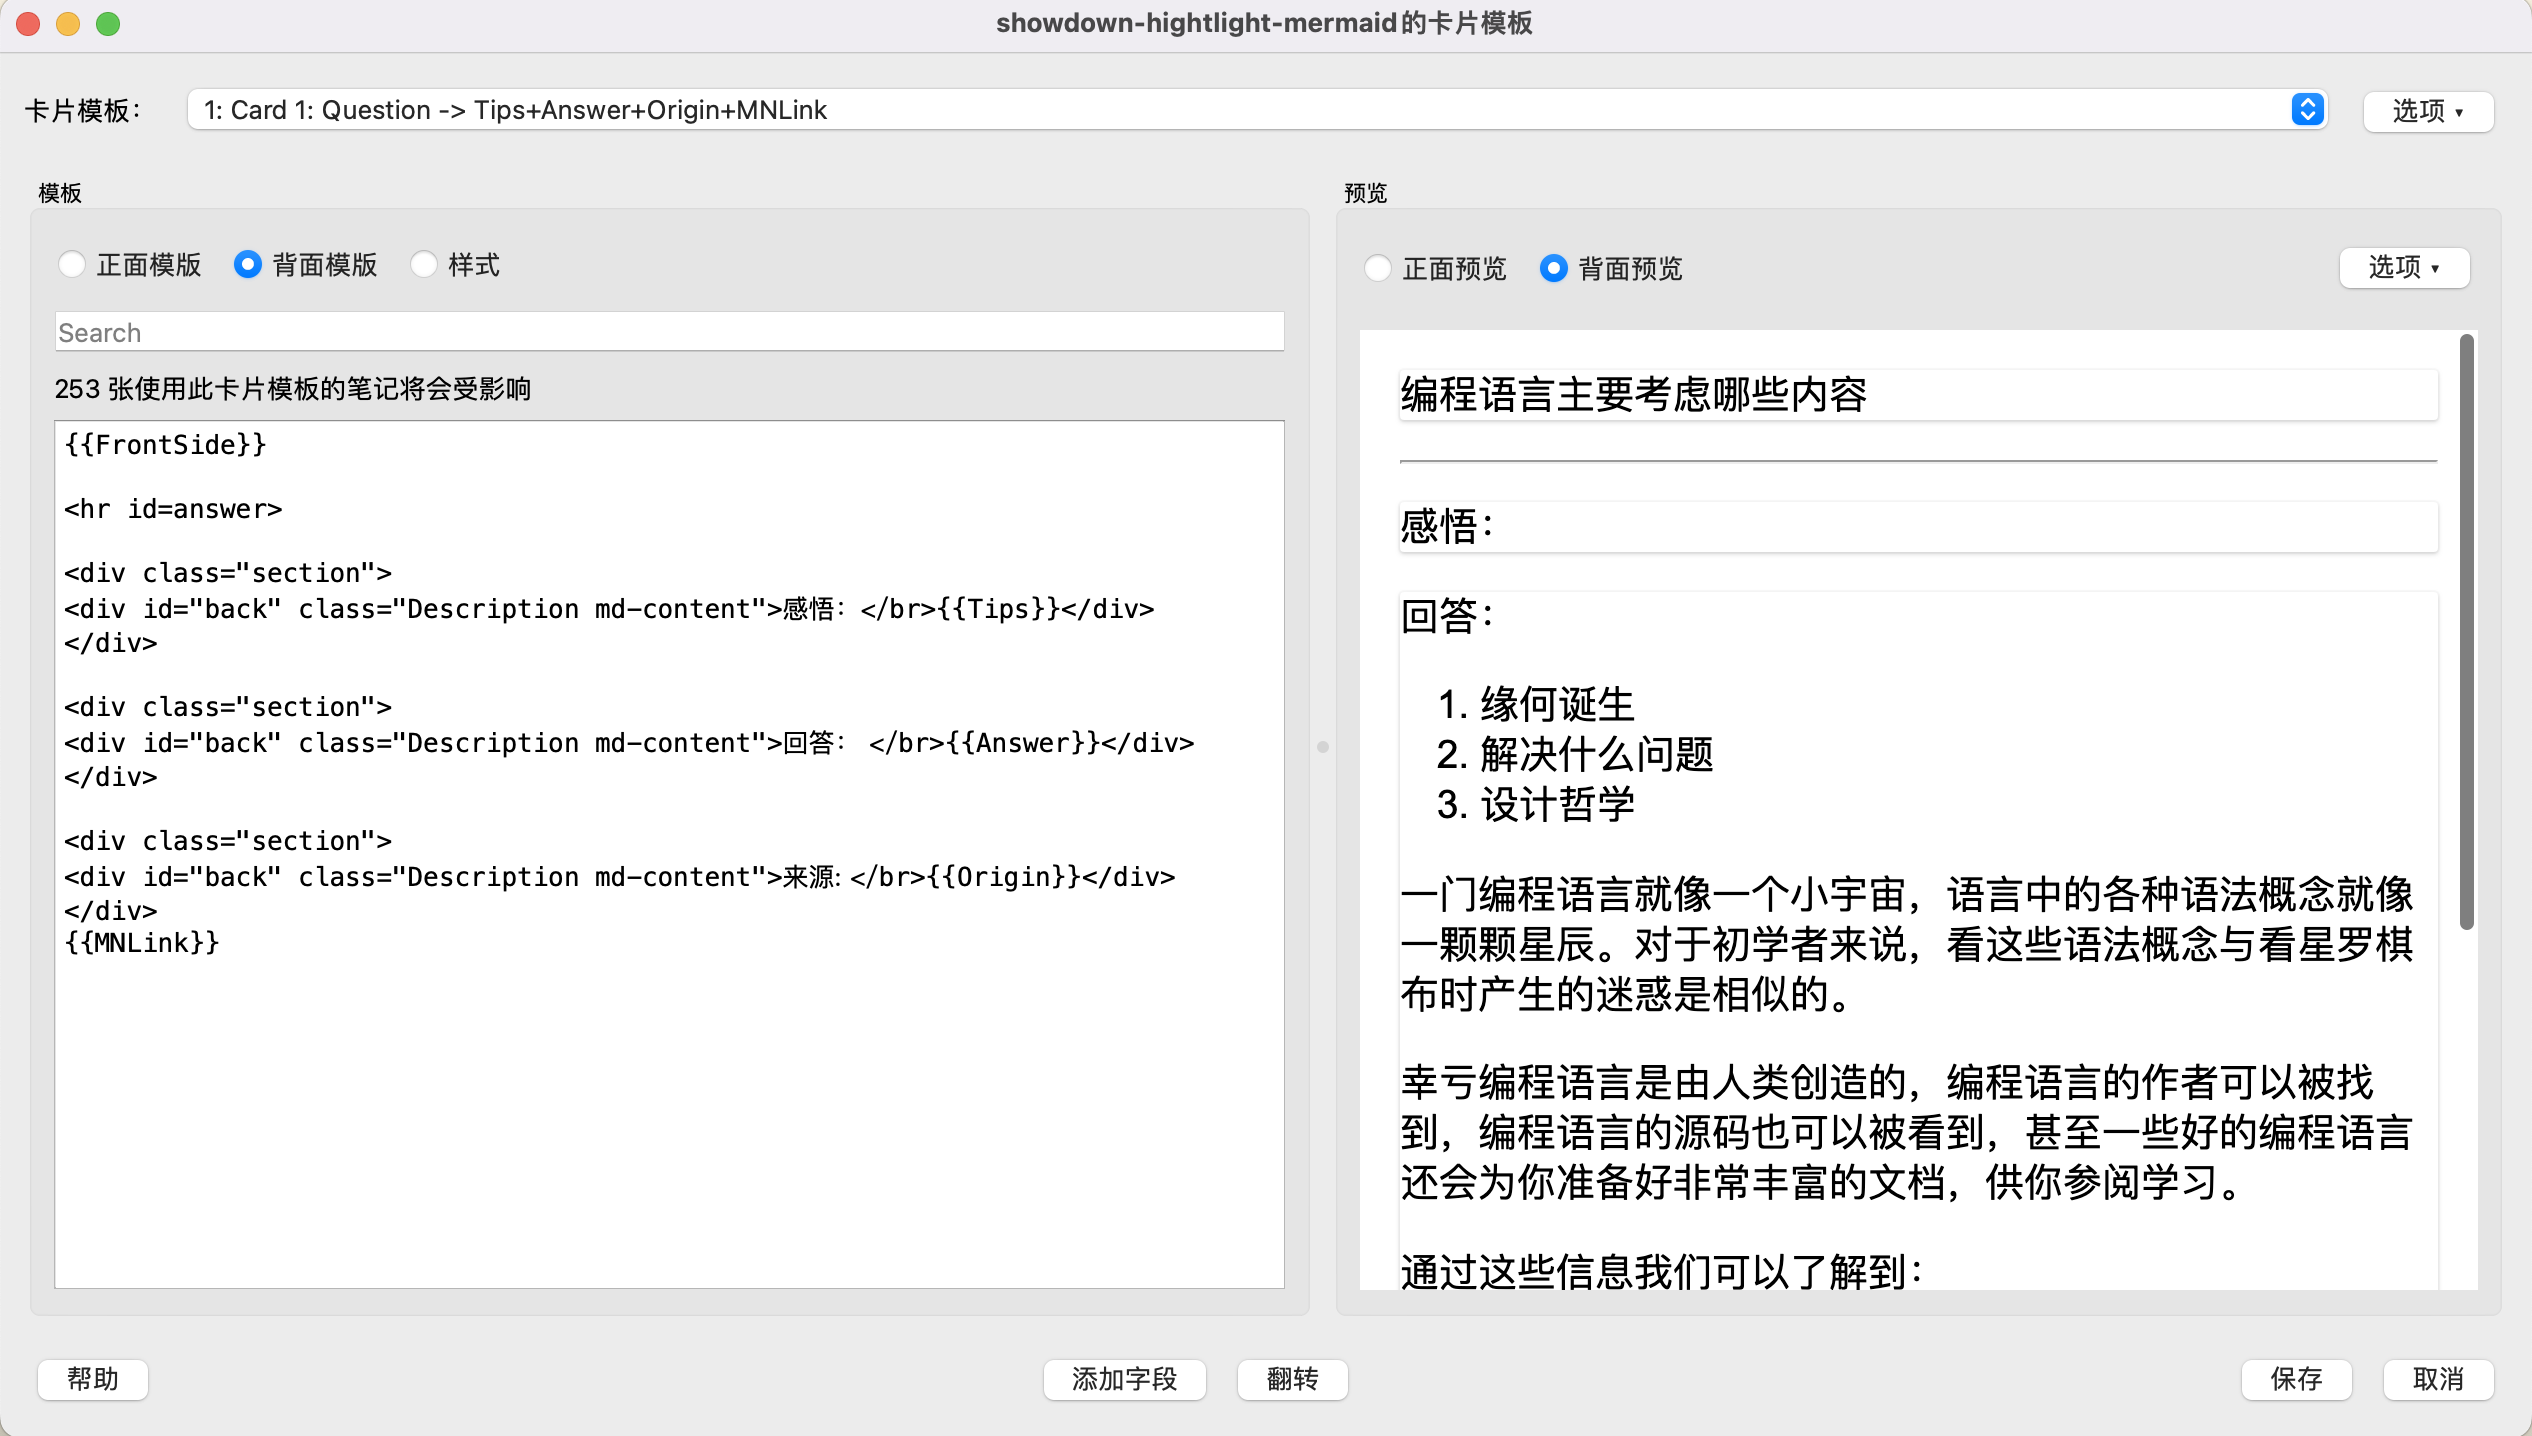 showdown-hightlight-mermaid的卡片模板
卡片模板：
1: Card 1: Question -> Tips+Answer+Origin+MNLink
选项 ▾
模板
正面模版 背面模版 样式
Search
253 张使用此卡片模板的笔记将会受影响
{{FrontSide}}
<hr id=answer>
<div class="section">
<div id="back" class="Description md-content">感悟：</br>{{Tips}}</div>
</div>
<div class="section">
<div id="back" class="Description md-content">回答： </br>{{Answer}}</div>
</div>
<div class="section">
<div id="back" class="Description md-content">来源: </br>{{Origin}}</div>
</div>
{{MNLink}}
预览
正面预览 背面预览
选项 ▾
编程语言主要考虑哪些内容
感悟：
回答：
1. 缘何诞生
2. 解决什么问题
3. 设计哲学
一门编程语言就像一个小宇宙，语言中的各种语法概念就像
一颗颗星辰。对于初学者来说，看这些语法概念与看星罗棋
布时产生的迷惑是相似的。
幸亏编程语言是由人类创造的，编程语言的作者可以被找
到，编程语言的源码也可以被看到，甚至一些好的编程语言
还会为你准备好非常丰富的文档，供你参阅学习。
通过这些信息我们可以了解到：
帮助
添加字段
翻转
保存
取消